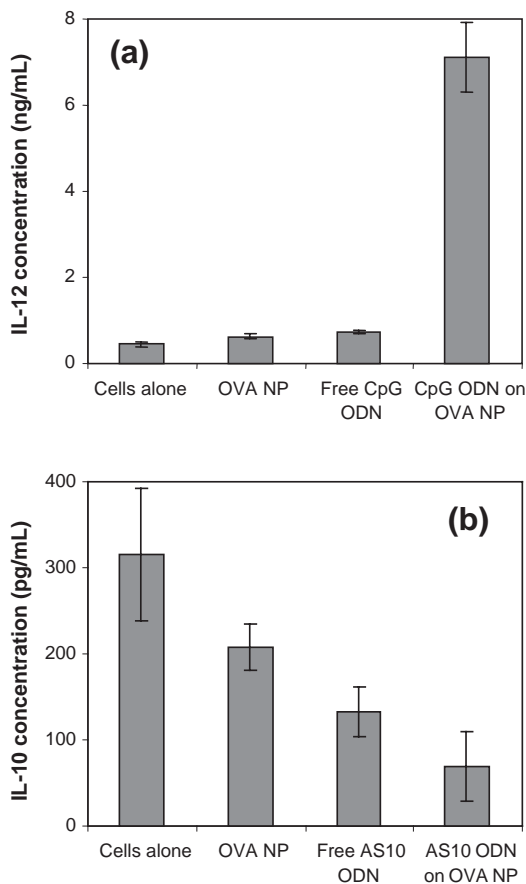 (a)
IL-12 concentration (ng/mL)
8
6
4
2
0
Cells alone
OVA NP
Free CpG
ODN
CpG ODN on
OVA NP
(b)
IL-10 concentration (pg/mL)
400
300
200
100
0
Cells alone
OVA NP
Free AS10
ODN
AS10 ODN
on OVA NP